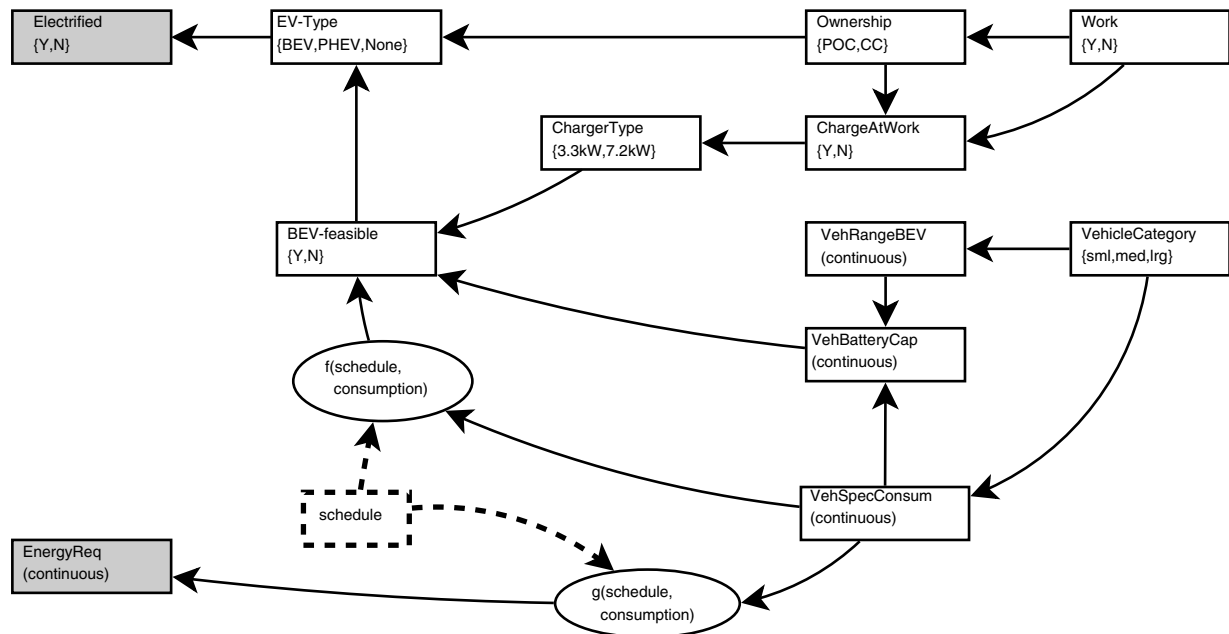 Electrified
{Y,N}
EV-Type
{BEV,PHEV,None}
Ownership
{POC,CC}
Work
{Y,N}
ChargerType
{3.3kW,7.2kW}
ChargeAtWork
{Y,N}
BEV-feasible
{Y,N}
VehRangeBEV
(continuous)
VehicleCategory
{sml,med,lrg}
VehBatteryCap
(continuous)
f(schedule,
consumption)
schedule
VehSpecConsum
(continuous)
EnergyReq
(continuous)
g(schedule,
consumption)